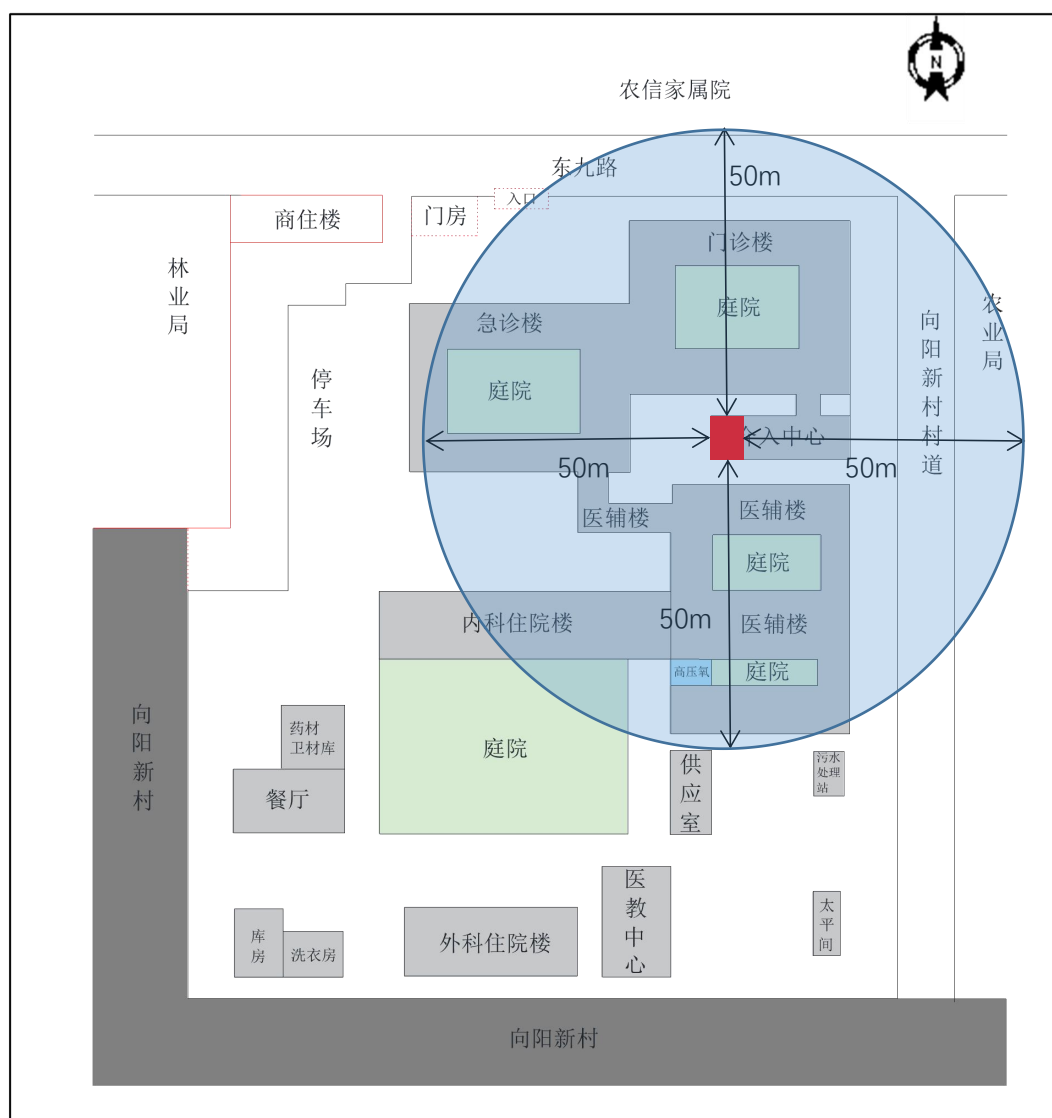 N
农信家属院
东九路
50m
入口
商住楼
门房
门诊楼
林业局
庭院
农业局
急诊楼
向阳新村村道
庭院
停车场
介入中心
50m
50m
医辅楼
医辅楼
庭院
内科住院楼
50m
医辅楼
高压氧
庭院
向阳新村
药材
卫材库
庭院
供应室
污水
处理
站
餐厅
医教中心
太平间
库房
洗衣房
外科住院楼
向阳新村